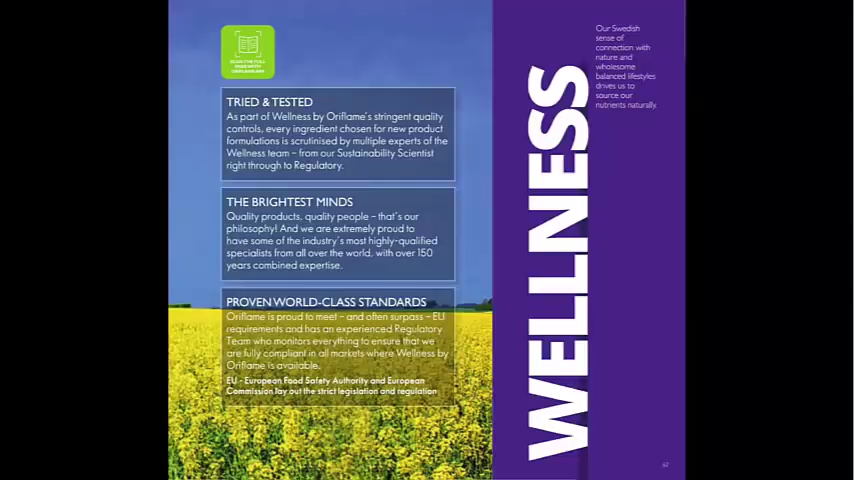 SCAN THE FULL
PAGE WITH
TRIED & TESTED
As part of Wellness by Oriflame's stringent quality
controls, every ingredient chosen for new product
formulations is scrutinised by multiple experts of the
Wellness team – from our Sustainability Scientist
right through to Regulatory.
THE BRIGHTEST MINDS
Quality products, quality people – that's our
philosophy! And we are extremely proud to
have some of the industry's most highly-qualified
specialists from all over the world, with over 150
years combined expertise.
PROVEN WORLD-CLASS STANDARDS
Oriflame is proud to meet – and often surpass – EU
requirements and has an experienced Regulatory
Team who monitors everything to ensure that we
are fully compliant in all markets where Wellness by
Oriflame is available.
EU - European Food Safety Authority and European
Commission lay out the strict legislation and regulation
WELLNESS
Our Swedish
sense of
connection with
nature and
wholesome
balanced lifestyles
drives us to
source our
nutrients naturally.